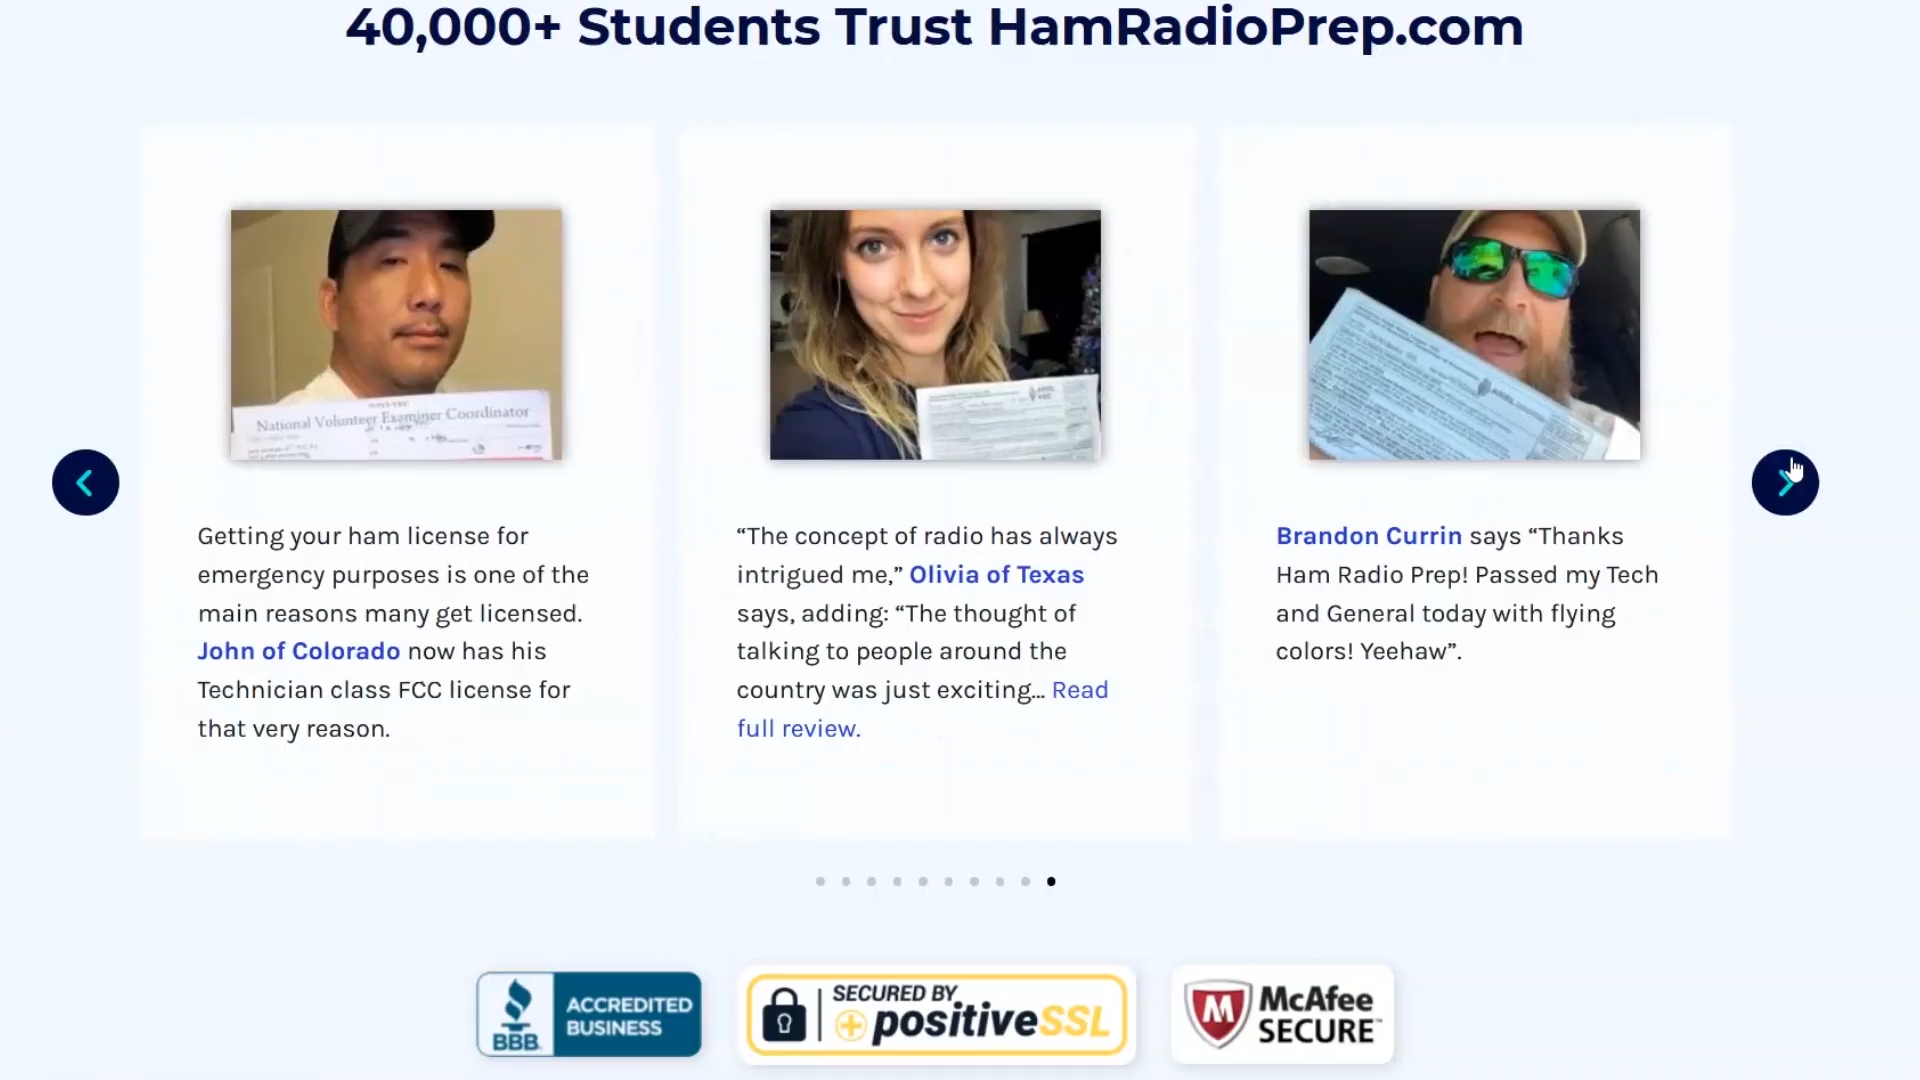 40,000+ Students Trust HamRadioPrep.com
National Volunteer Examiner Coordinator
Getting your ham license for
emergency purposes is one of the
main reasons many get licensed.
John of Colorado now has his
Technician class FCC license for
that very reason.
“The concept of radio has always
intrigued me,” Olivia of Texas
says, adding: “The thought of
talking to people around the
country was just exciting... Read
full review.
Brandon Currin says “Thanks
Ham Radio Prep! Passed my Tech
and General today with flying
colors! Yeehaw”.
BBB
ACCREDITED
BUSINESS
SECURED BY
positiveSSL
McAfee
SECURE™